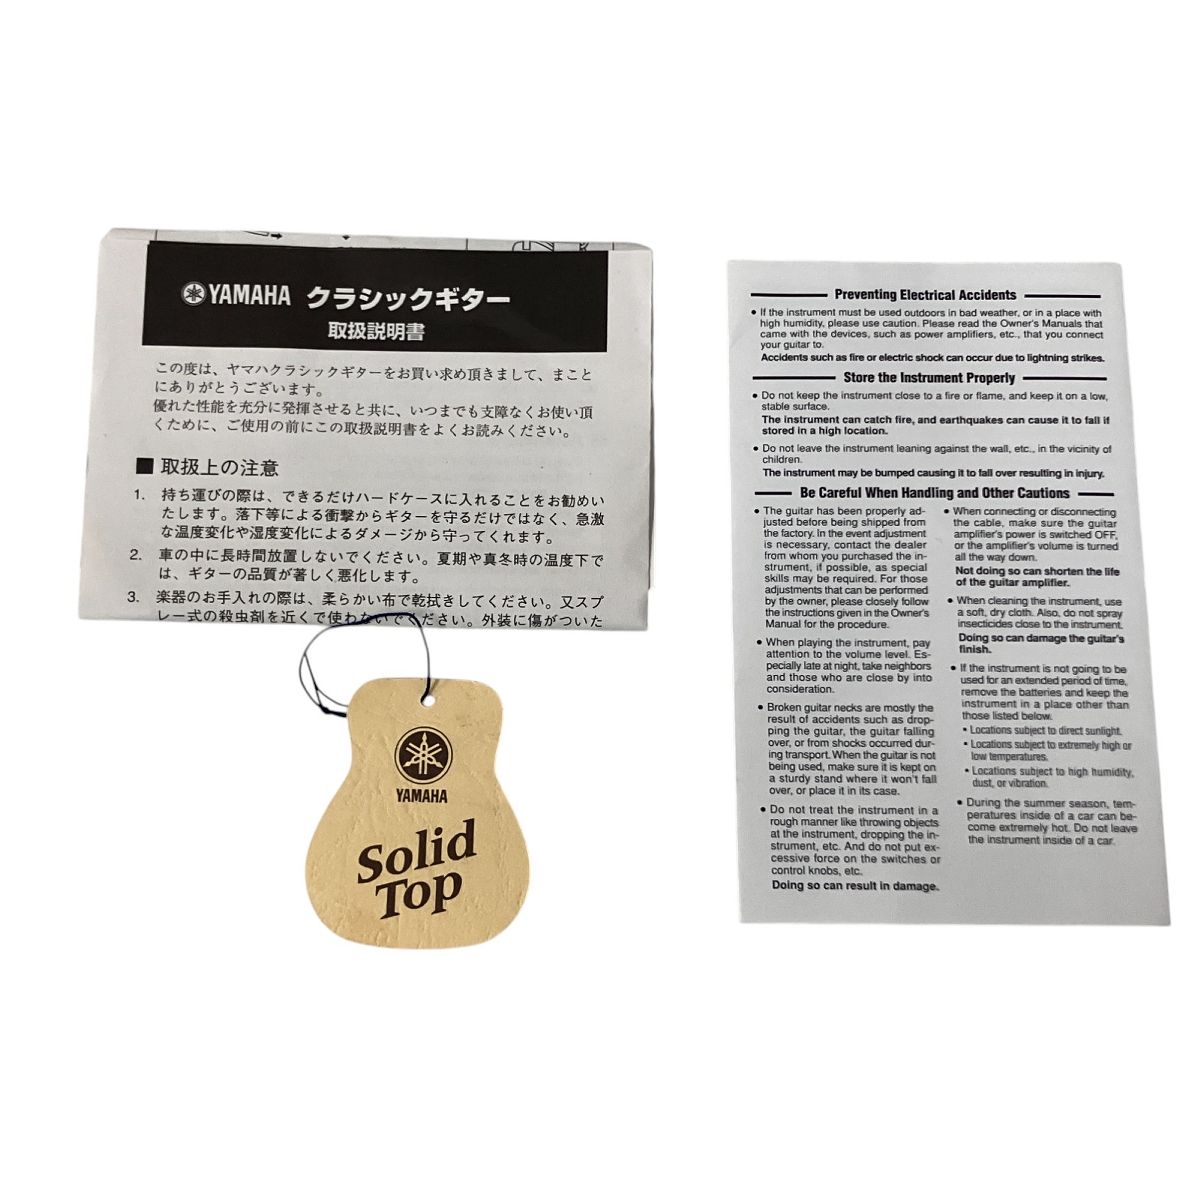 YAMAHA クラシックギター
取扱説明書
この度は、ヤマハクラシックギターをお買い求め頂きまして、まこと
にありがとうございます。
優れた性能を充分に発揮させると共に、いつまでも支障なくお使い頂
くために、ご使用の前にこの取扱説明書をよくお読みください。
■ 取扱上の注意
1. 持ち運びの際は、できるだけハードケースに入れることをお勧めい
たします。落下等による衝撃からギターを守るだけではなく、急激
な温度変化や湿度変化によるダメージから守ってくれます。
2. 車の中に長時間放置しないでください。夏期や真冬時の温度下で
は、ギターの品質が著しく悪化します。
3. 楽器のお手入れの際は、柔らかい布で乾拭きしてください。又スプ
レー式の殺虫剤を近くで使わないでください。外装に傷がついた
YAMAHA
Solid
Top
Preventing Electrical Accidents
• If the instrument must be used outdoors in bad weather, or in a place with
high humidity, please use caution. Please read the Owner's Manuals that
came with the devices, such as power amplifiers, etc., that you connect
your guitar to.
Accidents such as fire or electric shock can occur due to lightning strikes.
Store the Instrument Properly
• Do not keep the instrument close to a fire or flame, and keep it on a low,
stable surface.
The instrument can catch fire, and earthquakes can cause it to fall if
stored in a high location.
• Do not leave the instrument leaning against the wall, etc., in the vicinity of
children.
The instrument may be bumped causing it to fall over resulting in injury.
Be Careful When Handling and Other Cautions
• The guitar has been properly ad-
justed before being shipped from
the factory. In the event adjustment
is necessary, contact the dealer
from whom you purchased the in-
strument, if possible, as special
skills may be required. For those
adjustments that can be performed
by the owner, please closely follow
the instructions given in the Owner's
Manual for the procedure.
• When playing the instrument, pay
attention to the volume level. Es-
pecially late at night, take neighbors
and those who are close by into
consideration.
• Broken guitar necks are mostly the
result of accidents such as drop-
ping the guitar, the guitar falling
over, or from shocks occurred dur-
ing transport. When the guitar is not
being used, make sure it is kept on
a sturdy stand where it won't fall
over, or place it in its case.
• Do not treat the instrument in a
rough manner like throwing objects
at the instrument, dropping the in-
strument, etc. And do not put ex-
cessive force on the switches or
control knobs, etc.
Doing so can result in damage.
• When connecting or disconnecting
the cable, make sure the guitar
amplifier's power is switched OFF,
or the amplifier's volume is turned
all the way down.
Not doing so can shorten the life
of the guitar amplifier.
• When cleaning the instrument, use
a soft, dry cloth. Also, do not spray
insecticides close to the instrument.
Doing so can damage the guitar's
finish.
• If the instrument is not going to be
used for an extended period of time,
remove the batteries and keep the
instrument in a place other than
those listed below.
• Locations subject to direct sunlight.
• Locations subject to extremely high or
low temperatures.
• Locations subject to high humidity,
dust, or vibration.
• During the summer season, tem-
peratures inside of a car can be-
come extremely hot. Do not leave
the instrument inside of a car.